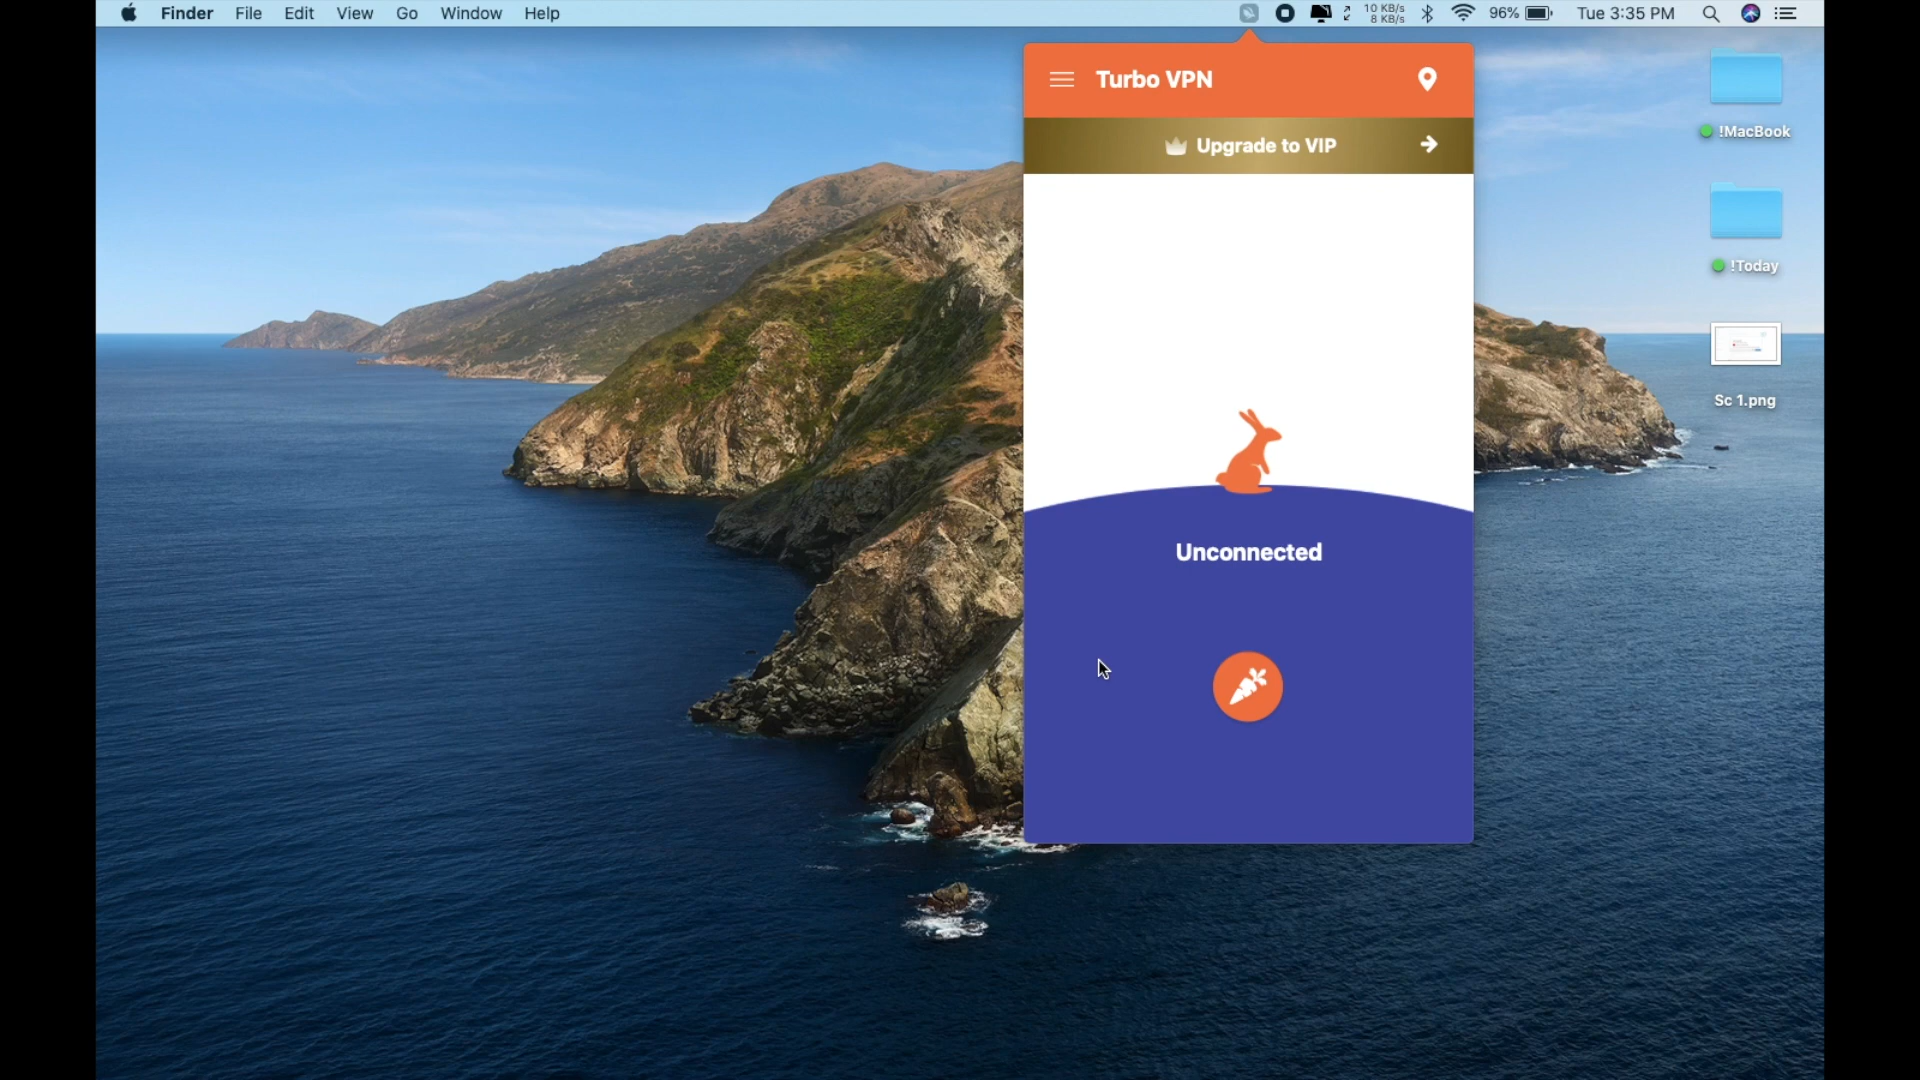 Finder File Edit View Go Window Help
10 KB/s
8 KB/s
96%
Tue 3:35 PM
Turbo VPN
Upgrade to VIP
Unconnected
!MacBook
!Today
Sc 1.png